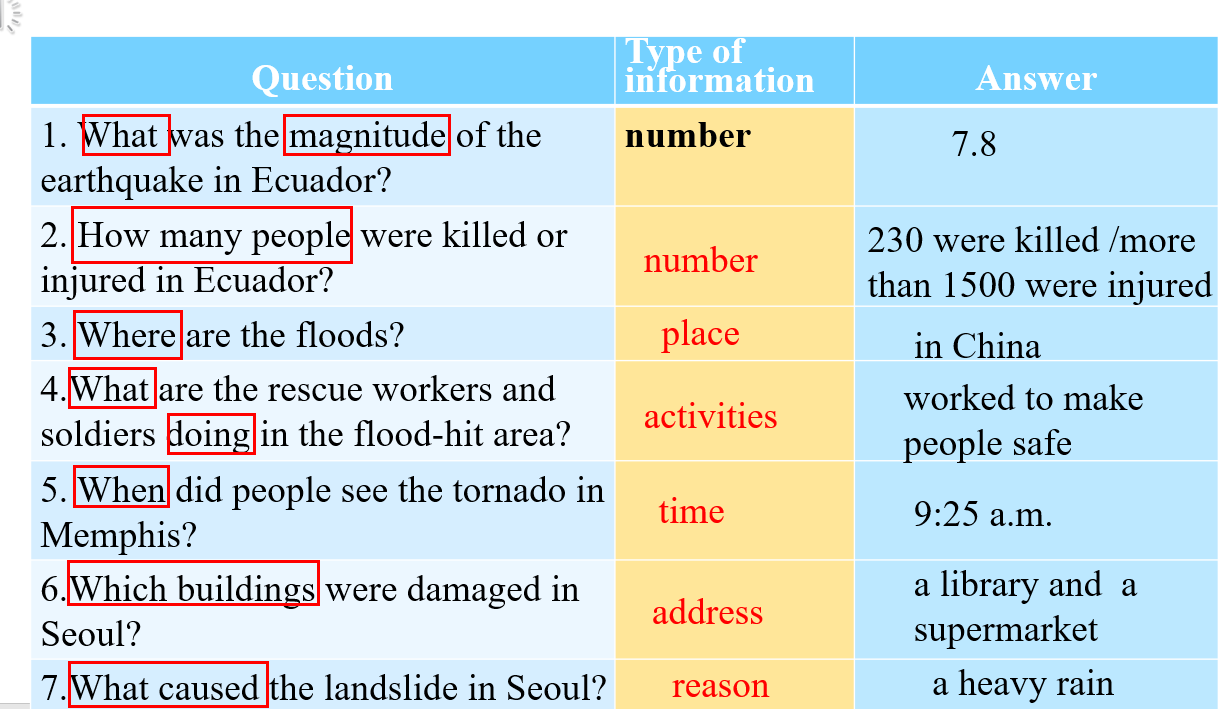 Question
Type of
information
Answer
1. What was the magnitude of the
earthquake in Ecuador?
number
7.8
2. How many people were killed or
injured in Ecuador?
number
230 were killed /more
than 1500 were injured
3. Where are the floods?
place
in China
4.What are the rescue workers and
soldiers doing in the flood-hit area?
activities
worked to make
people safe
5. When did people see the tornado in
Memphis?
time
9:25 a.m.
6.Which buildings were damaged in
Seoul?
address
a library and a
supermarket
7.What caused the landslide in Seoul?
reason
a heavy rain